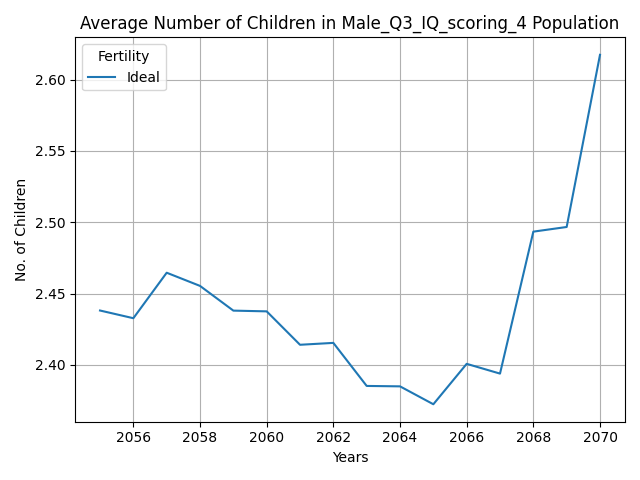 Average Number of Children in Male_Q3_IQ_scoring_4 Population
Fertility
Ideal
2.60
2.55
2.50
2.45
2.40
No. of Children
2056 2058 2060 2062 2064 2066 2068 2070
Years